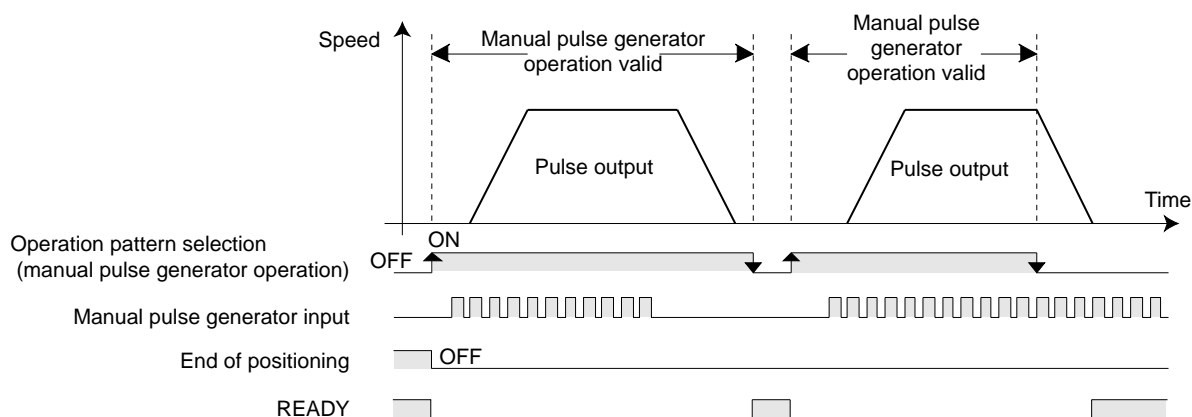 Speed
Manual pulse generator
operation valid
Manual pulse
generator
operation valid
Pulse output
Pulse output
Time
Operation pattern selection
(manual pulse generator operation)
OFF
ON
Manual pulse generator input
End of positioning
OFF
READY